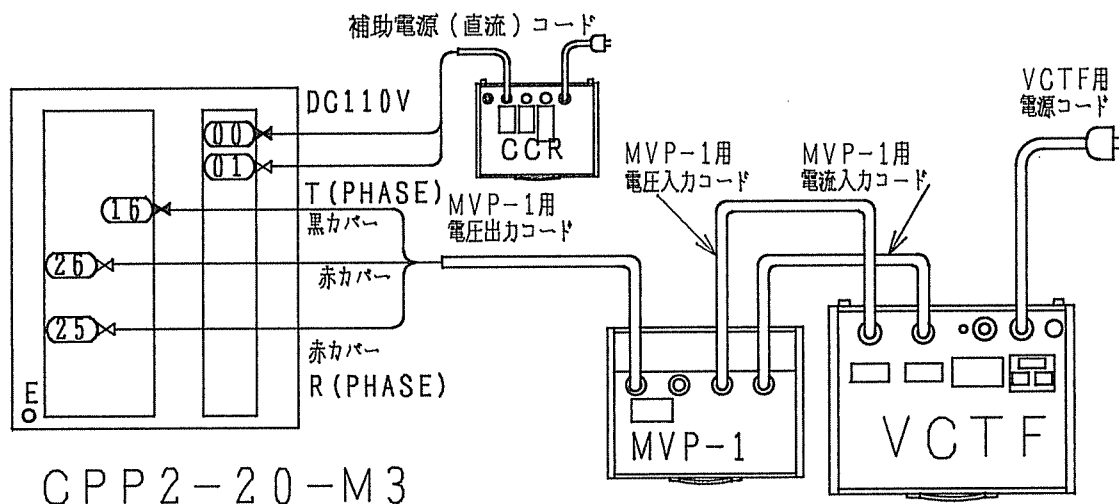 補助電源(直流)コード
DC110V
00
01
CCR
VCTF用
電源コード
MVP-1用
電圧入力コード
MVP-1用
電流入力コード
T(PHASE)
黒カバー
16
MVP-1用
電圧出力コード
26
赤カバー
25
赤カバー
R(PHASE)
E
MVP-1
VCTF
CPP2-20-M3